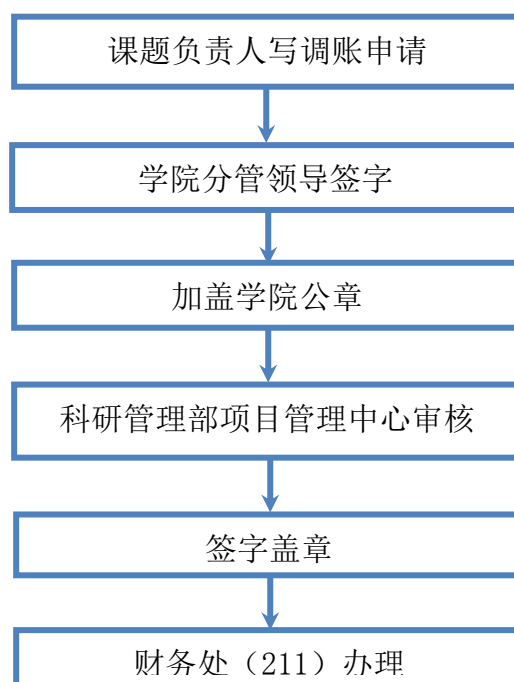 课题负责人写调账申请
学院分管领导签字
加盖学院公章
科研管理部项目管理中心审核
签字盖章
财务处（211）办理